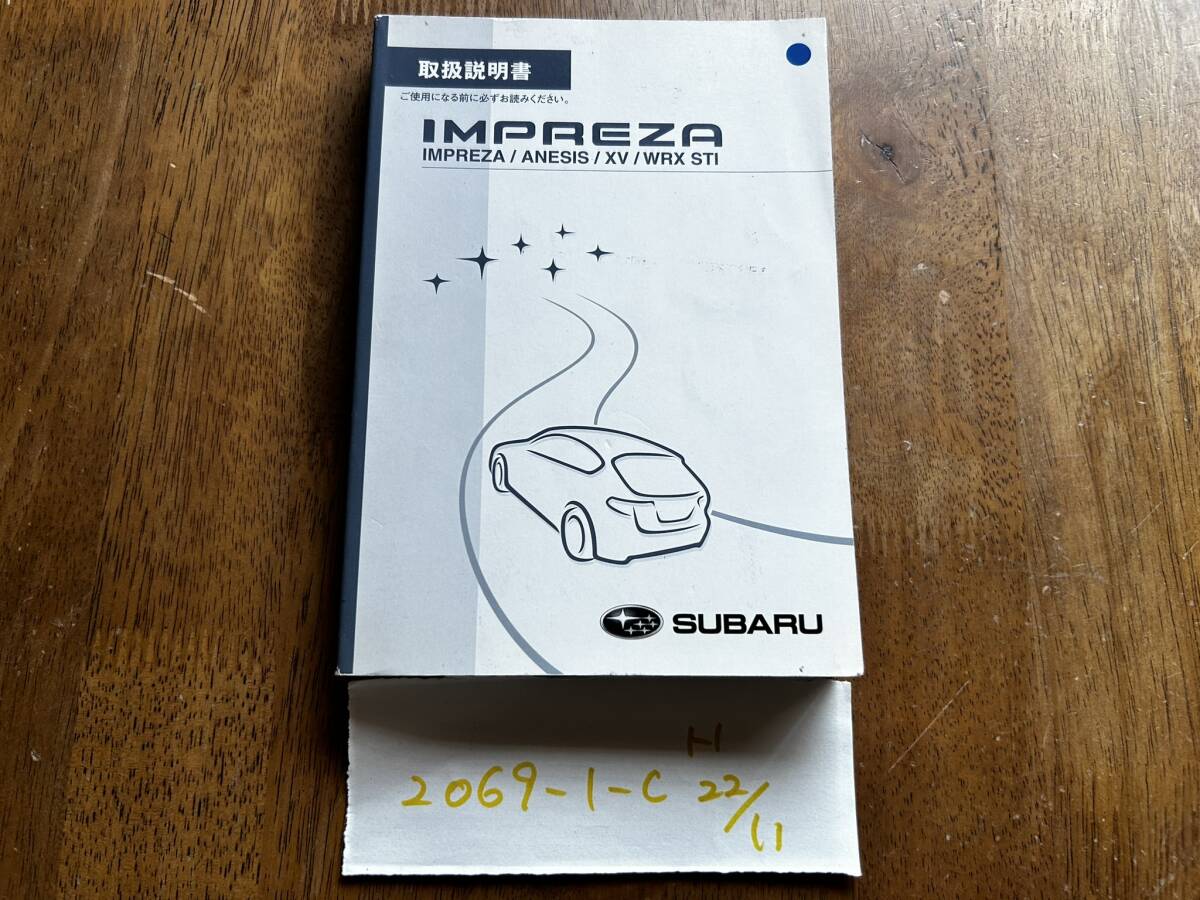 取扱説明書
ご使用になる前に必ずお読みください。
IMPREZA
IMPREZA / ANESIS / XV / WRX STI
SUBARU
H
2069-1-C 22/11